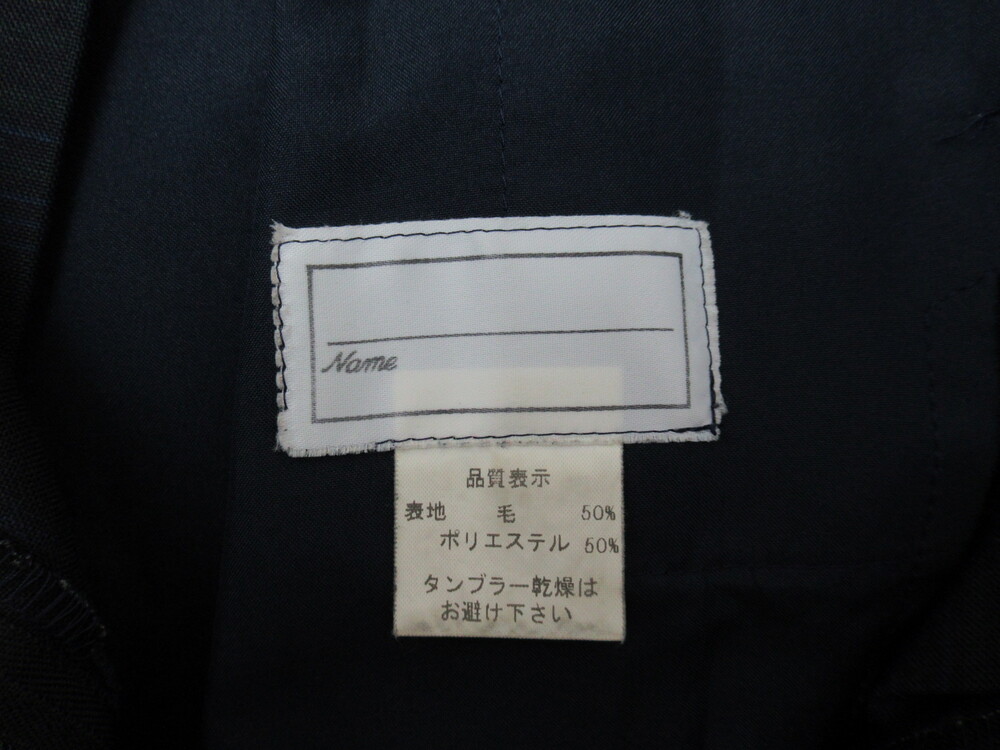 Name
品質表示
表地 毛 50%
ポリエステル 50%
タンブラー乾燥は
お避け下さい